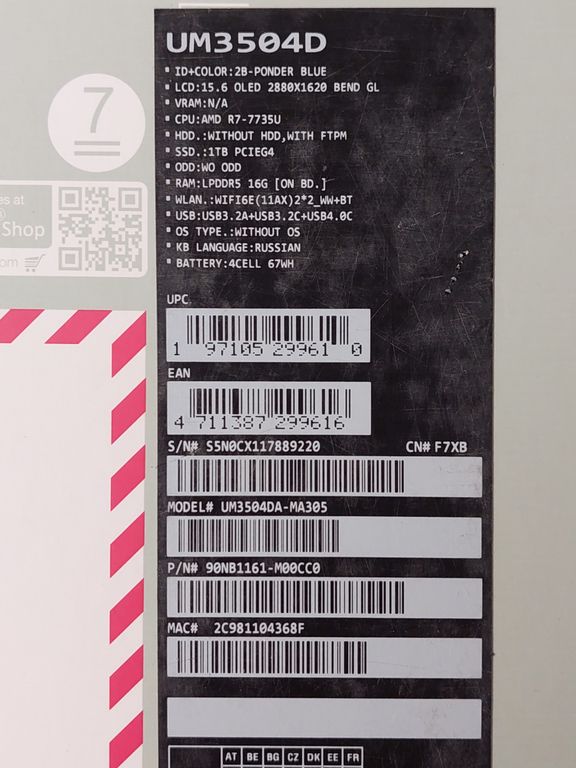 UM3504D
ID+COLOR:2B-PONDER BLUE
LCD:15.6 OLED 2880X1620 BEND GL
VRAM:N/A
CPU:AMD R7-7735U
HDD.:WITHOUT HDD,WITH FTPM
SSD.:1TB PCIEG4
ODD:WO ODD
RAM:LPDDR5 16G [ON BD.]
WLAN.:WIFI6E(11AX)2*2_WW+BT
USB:USB3.2A+USB3.2C+USB4.0C
OS TYPE.:WITHOUT OS
KB LANGUAGE:RUSSIAN
BATTERY:4CELL 67WH
7
es at
Shop
com
UPC
1 97105 29961 0
EAN
4 711387 299616
S/N# S5N0CX117889220 CN# F7XB
MODEL# UM3504DA-MA305
P/N# 90NB1161-M00CC0
MAC# 2C981104368F
AT BE BG CZ DK EE FR